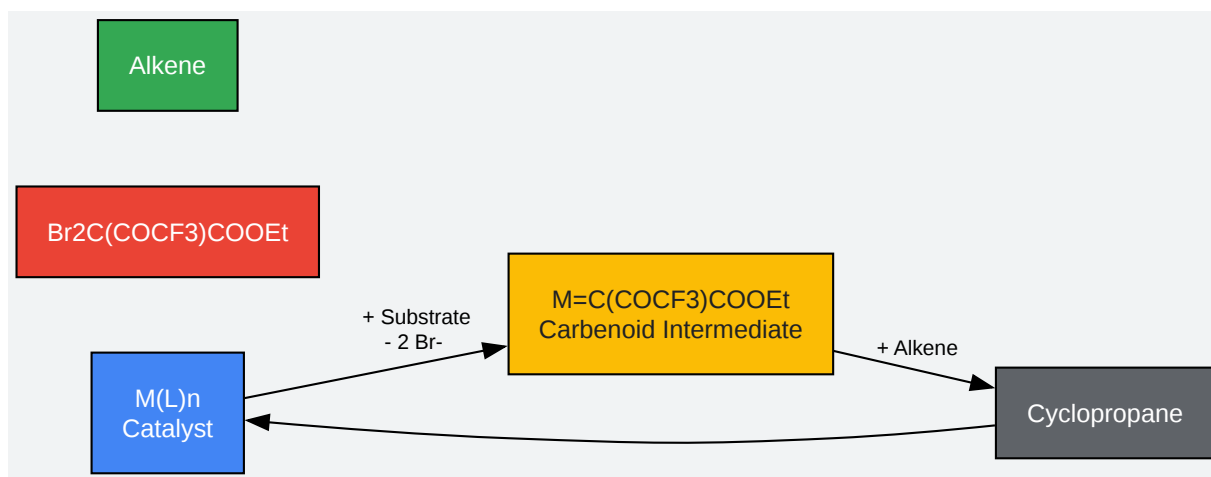 Alkene
Br2C(COCF3)COOEt
M(L)n
Catalyst
+ Substrate
- 2 Br-
M=C(COCF3)COOEt
Carbenoid Intermediate
+ Alkene
Cyclopropane